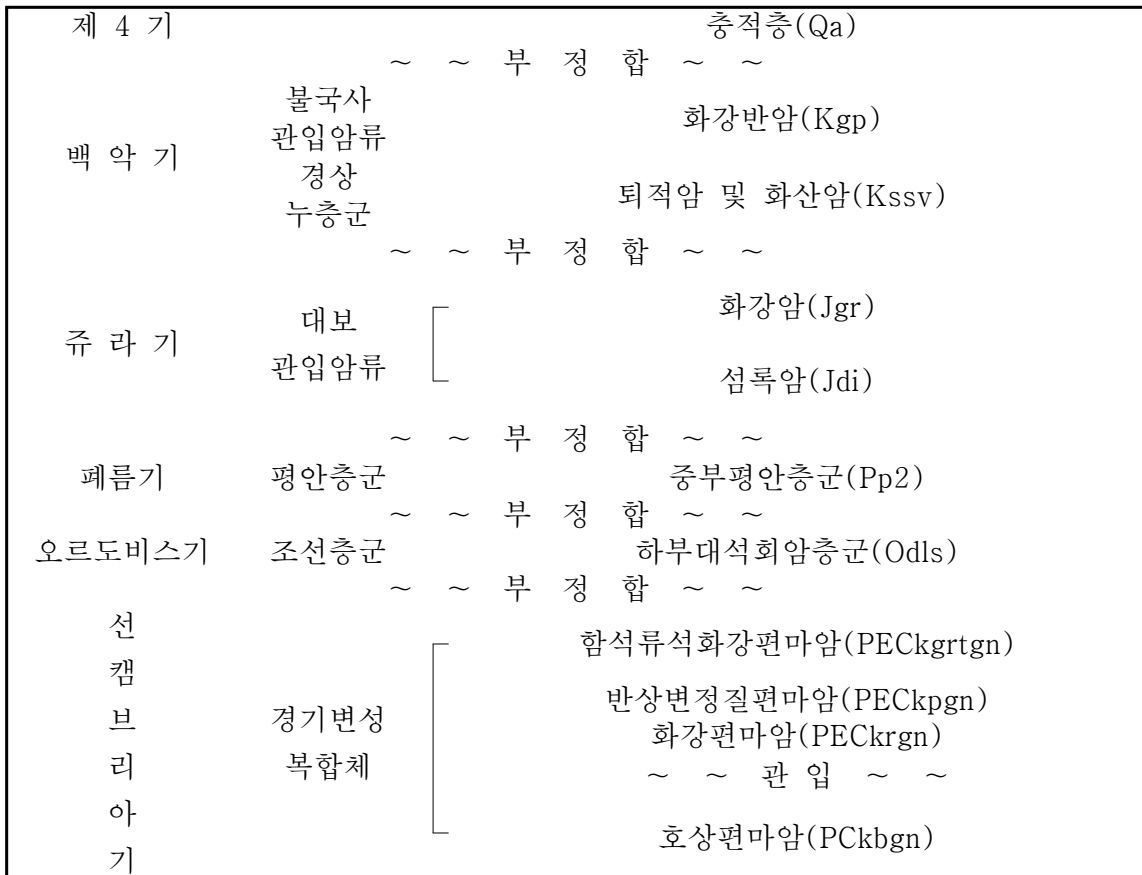 제 4 기 충적층(Qa)
~ ~ 부 정 합 ~ ~
불국사
관입암류
화강반암(Kgp)
백 악 기
경상
누층군
퇴적암 및 화산암(Kssv)
~ ~ 부 정 합 ~ ~
쥬 라 기
대보
관입암류
화강암(Jgr)
섬록암(Jdi)
~ ~ 부 정 합 ~ ~
폐름기 평안층군 중부평안층군(Pp2)
~ ~ 부 정 합 ~ ~
오르도비스기 조선층군 하부대석회암층군(Odls)
~ ~ 부 정 합 ~ ~
선
캠
브
리
아
기
경기변성
복합체
함석류석화강편마암(PECkgrtgn)
반상변정질편마암(PECkpgn)
화강편마암(PECkrgn)
~ ~ 관 입 ~ ~
호상편마암(PCkbgn)